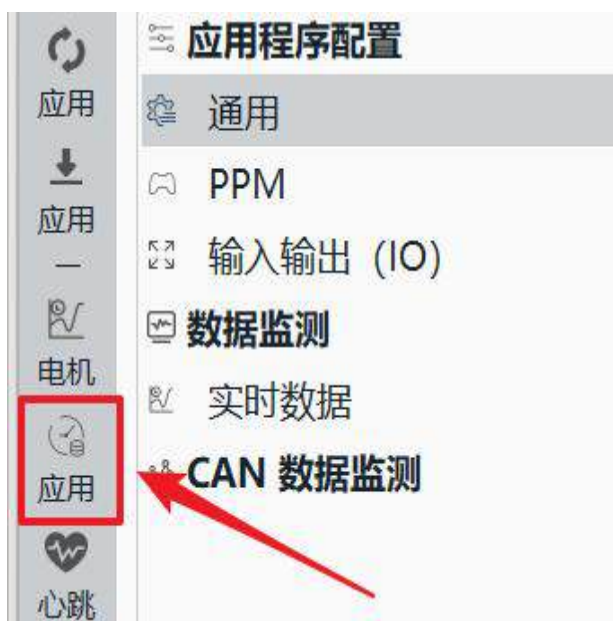 应用
应用
电机
应用
心跳
应用程序配置
通用
PPM
输入输出 (IO)
数据监测
实时数据
CAN 数据监测